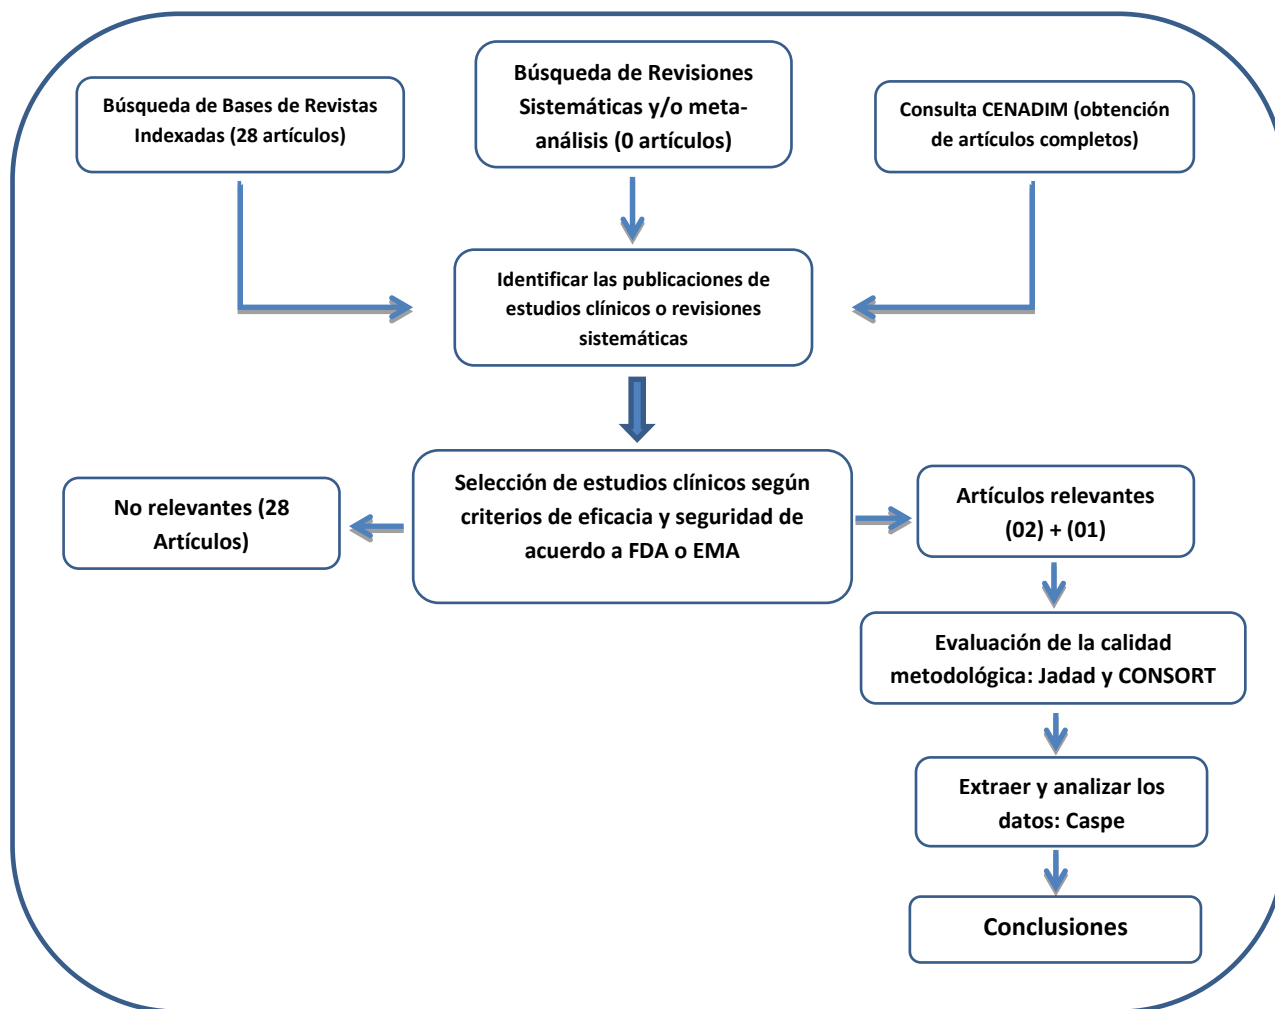 Búsqueda de Bases de Revistas
Indexadas (28 artículos)
Búsqueda de Revisiones
Sistemáticas y/o meta-
análisis (0 artículos)
Consulta CENADIM (obtención
de artículos completos)
Identificar las publicaciones de
estudios clínicos o revisiones
sistemáticas
No relevantes (28
Artículos)
Selección de estudios clínicos según
criterios de eficacia y seguridad de
acuerdo a FDA o EMA
Artículos relevantes
(02) + (01)
Evaluación de la calidad
metodológica: Jadad y CONSORT
Extraer y analizar los
datos: Caspe
Conclusiones